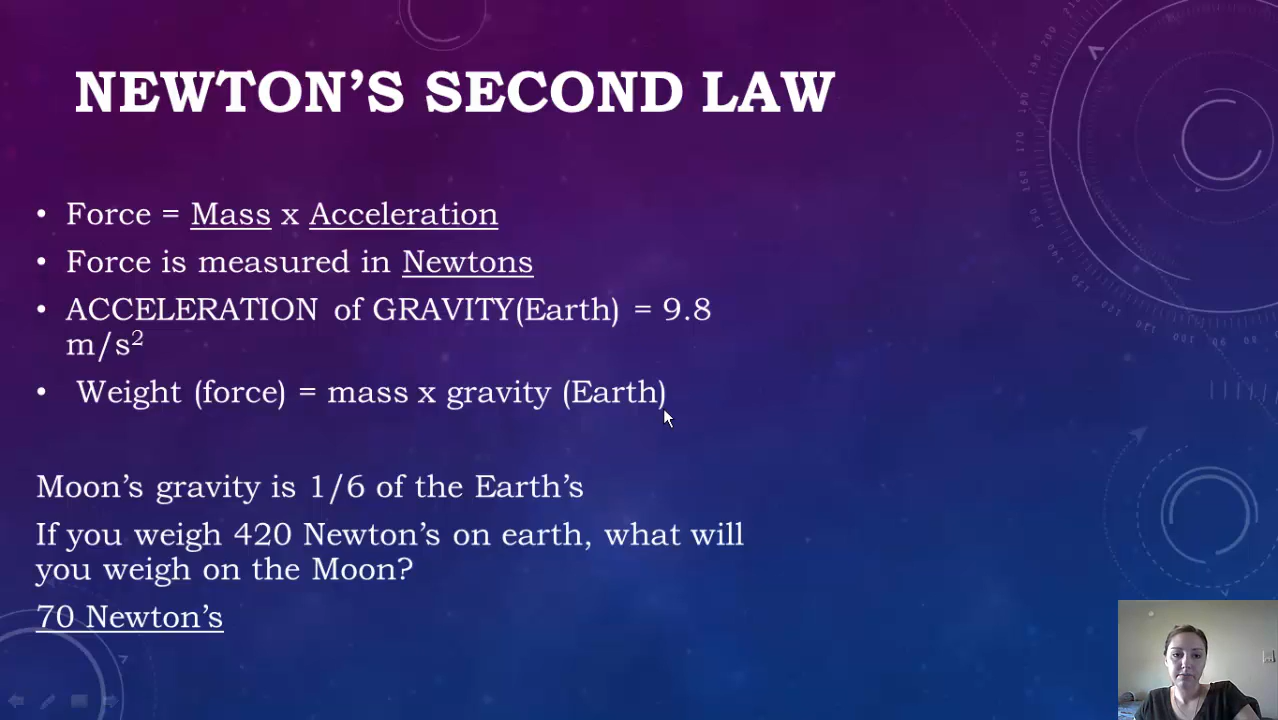 NEWTON'S SECOND LAW
• Force = Mass x Acceleration
• Force is measured in Newtons
• ACCELERATION of GRAVITY(Earth) = 9.8
m/s²
• Weight (force) = mass x gravity (Earth)
Moon's gravity is 1/6 of the Earth's
If you weigh 420 Newton's on earth, what will
you weigh on the Moon?
70 Newton's